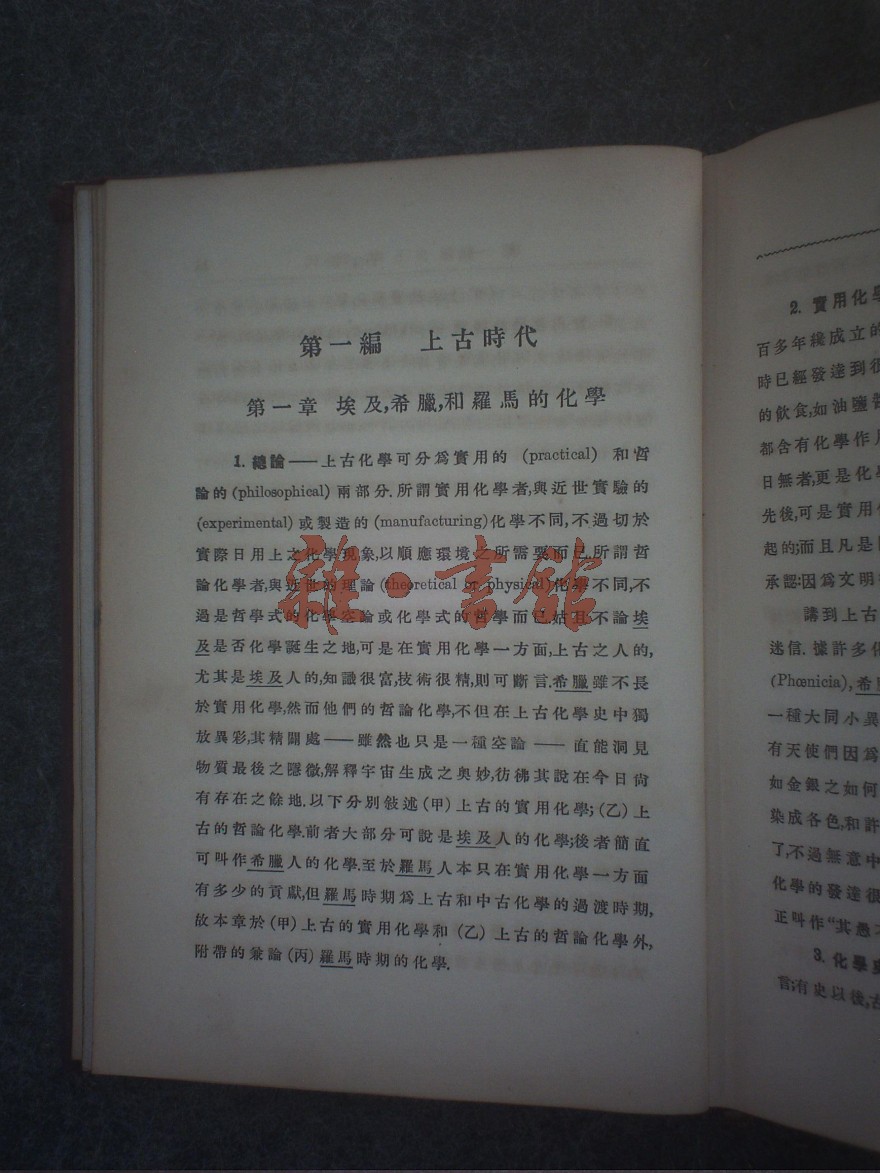 第一編 上古時代
第一章 埃及,希臘,和羅馬的化學
1. 總論——上古化學可分爲實用的 (practical) 和哲
論的 (philosophical) 兩部分.所謂實用化學者,與近世實驗的
(experimental) 或製造的 (manufacturing) 化學不同,不過切於
實際日用上之化學現象,以順應環境之所需要而已.所謂哲
論化學者,與近世的理論 (theoretical or physical) 化學不同,不
過是哲學式的化學空論或化學式的哲學而已.姑且不論埃
及是否化學誕生之地,可是在實用化學一方面,上古之人的,
尤其是埃及人的,知識很富,技術很精,則可斷言.希臘雖不長
於實用化學,然而他們的哲論化學,不但在上古化學史中獨
放異彩,其精闢處——雖然也只是一種空論——直能洞見
物質最後之隱微,解釋宇宙生成之奧妙,彷彿其說在今日尙
有存在之餘地.以下分別敍述 (甲) 上古的實用化學; (乙) 上
古的哲論化學.前者大部分可說是埃及人的化學;後者簡直
可叫作希臘人的化學.至於羅馬人本只在實用化學一方面
有多少的貢獻,但羅馬時期爲上古和中古化學的過渡時期,
故本章於 (甲) 上古的實用化學和 (乙) 上古的哲論化學外,
附帶的兼論 (丙) 羅馬時期的化學.
雜·書館
2. 實用化學
百多年纔成立的
時已經發達到很
的飮食,如油鹽
都含有化學作
日無者,更是化
先後,可是實用
起的;而且凡是
承認:因爲文明
講到上古
迷信.據許多化
(Phœnicia), 希
一種大同小異
有天使們因爲
如金銀之如何
染成各色,和許
了,不過無意中
化學的發達很
正叫作“其愚
3. 化學
言;有史以後,古